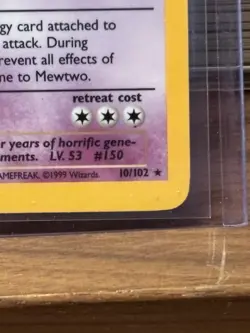 gy card attached to
attack. During
revent all effects of
ne to Mewtwo.
retreat cost
r years of horrific gene-
ments. LV. 53 #150
AMEFREAK. ©1999 Wizards. 10/102 ★